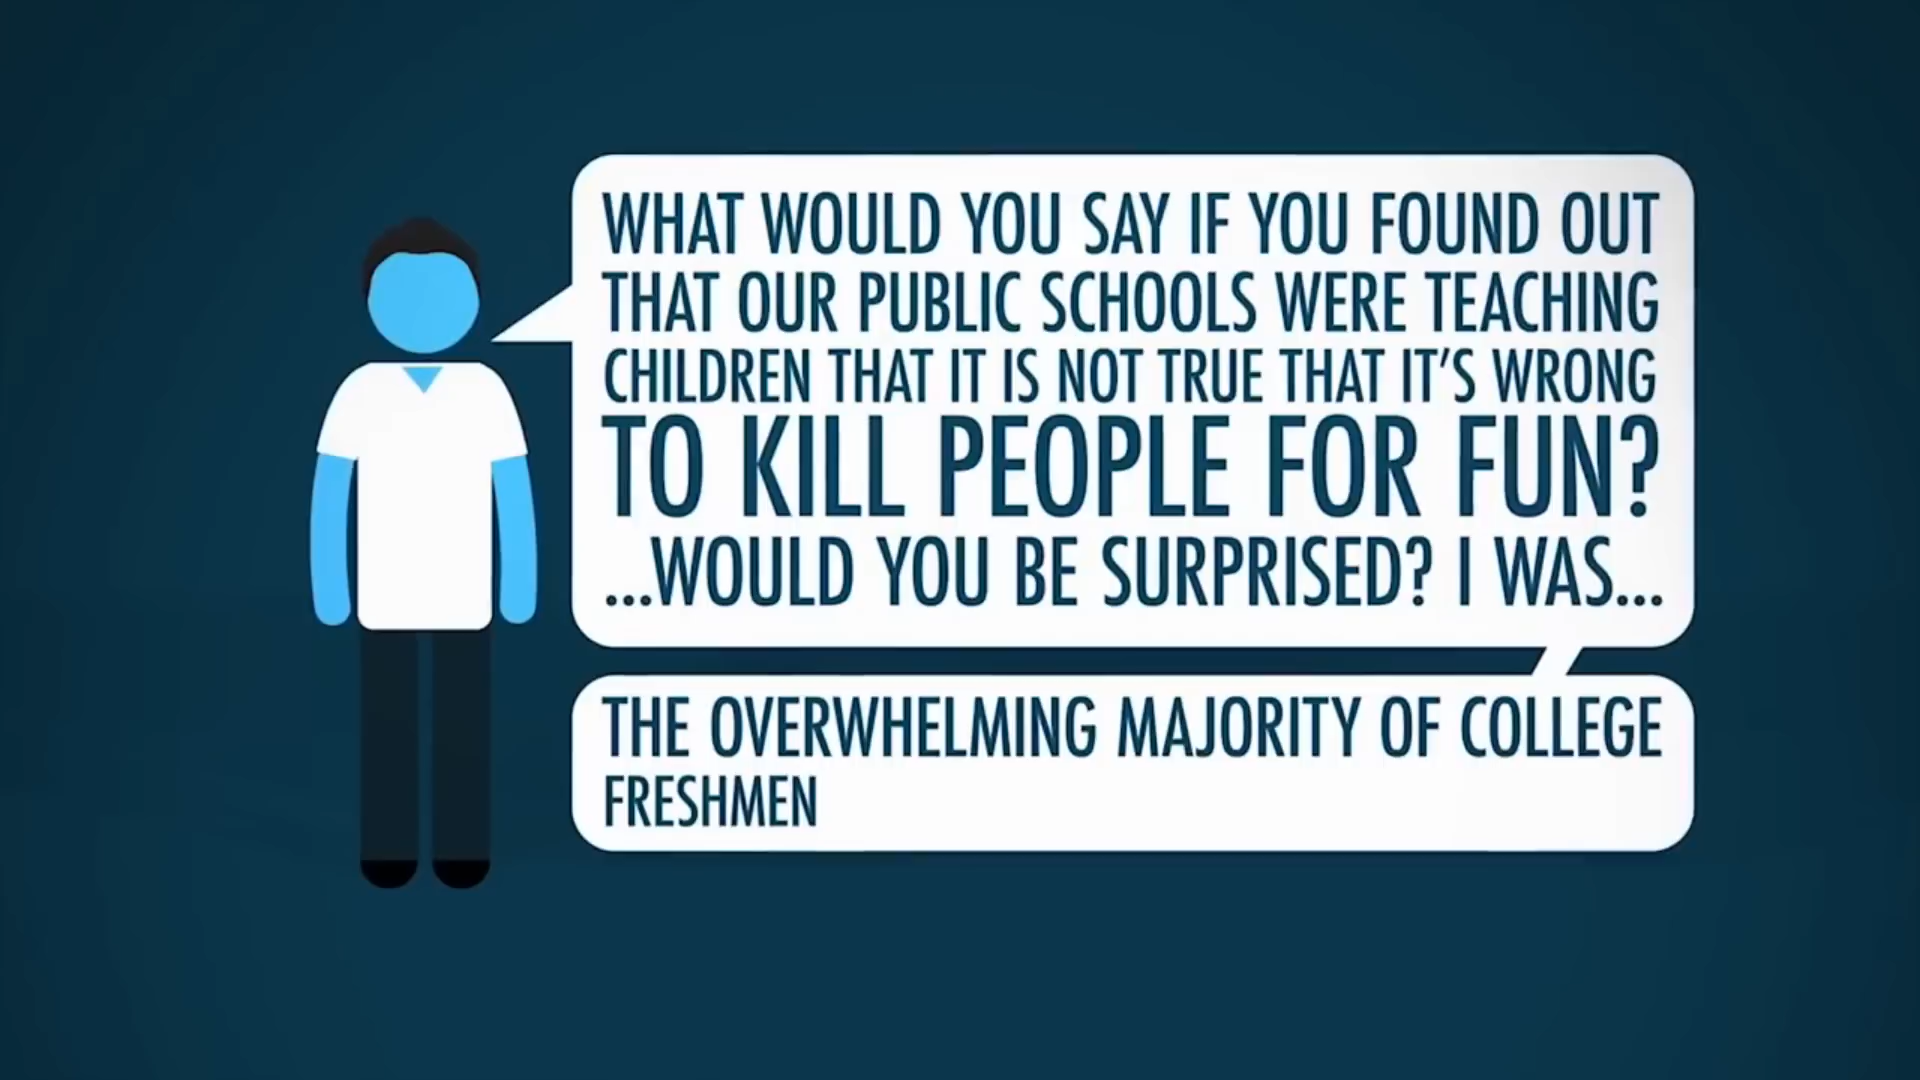 WHAT WOULD YOU SAY IF YOU FOUND OUT
THAT OUR PUBLIC SCHOOLS WERE TEACHING
CHILDREN THAT IT IS NOT TRUE THAT IT'S WRONG
TO KILL PEOPLE FOR FUN?
...WOULD YOU BE SURPRISED? I WAS...
THE OVERWHELMING MAJORITY OF COLLEGE
FRESHMEN